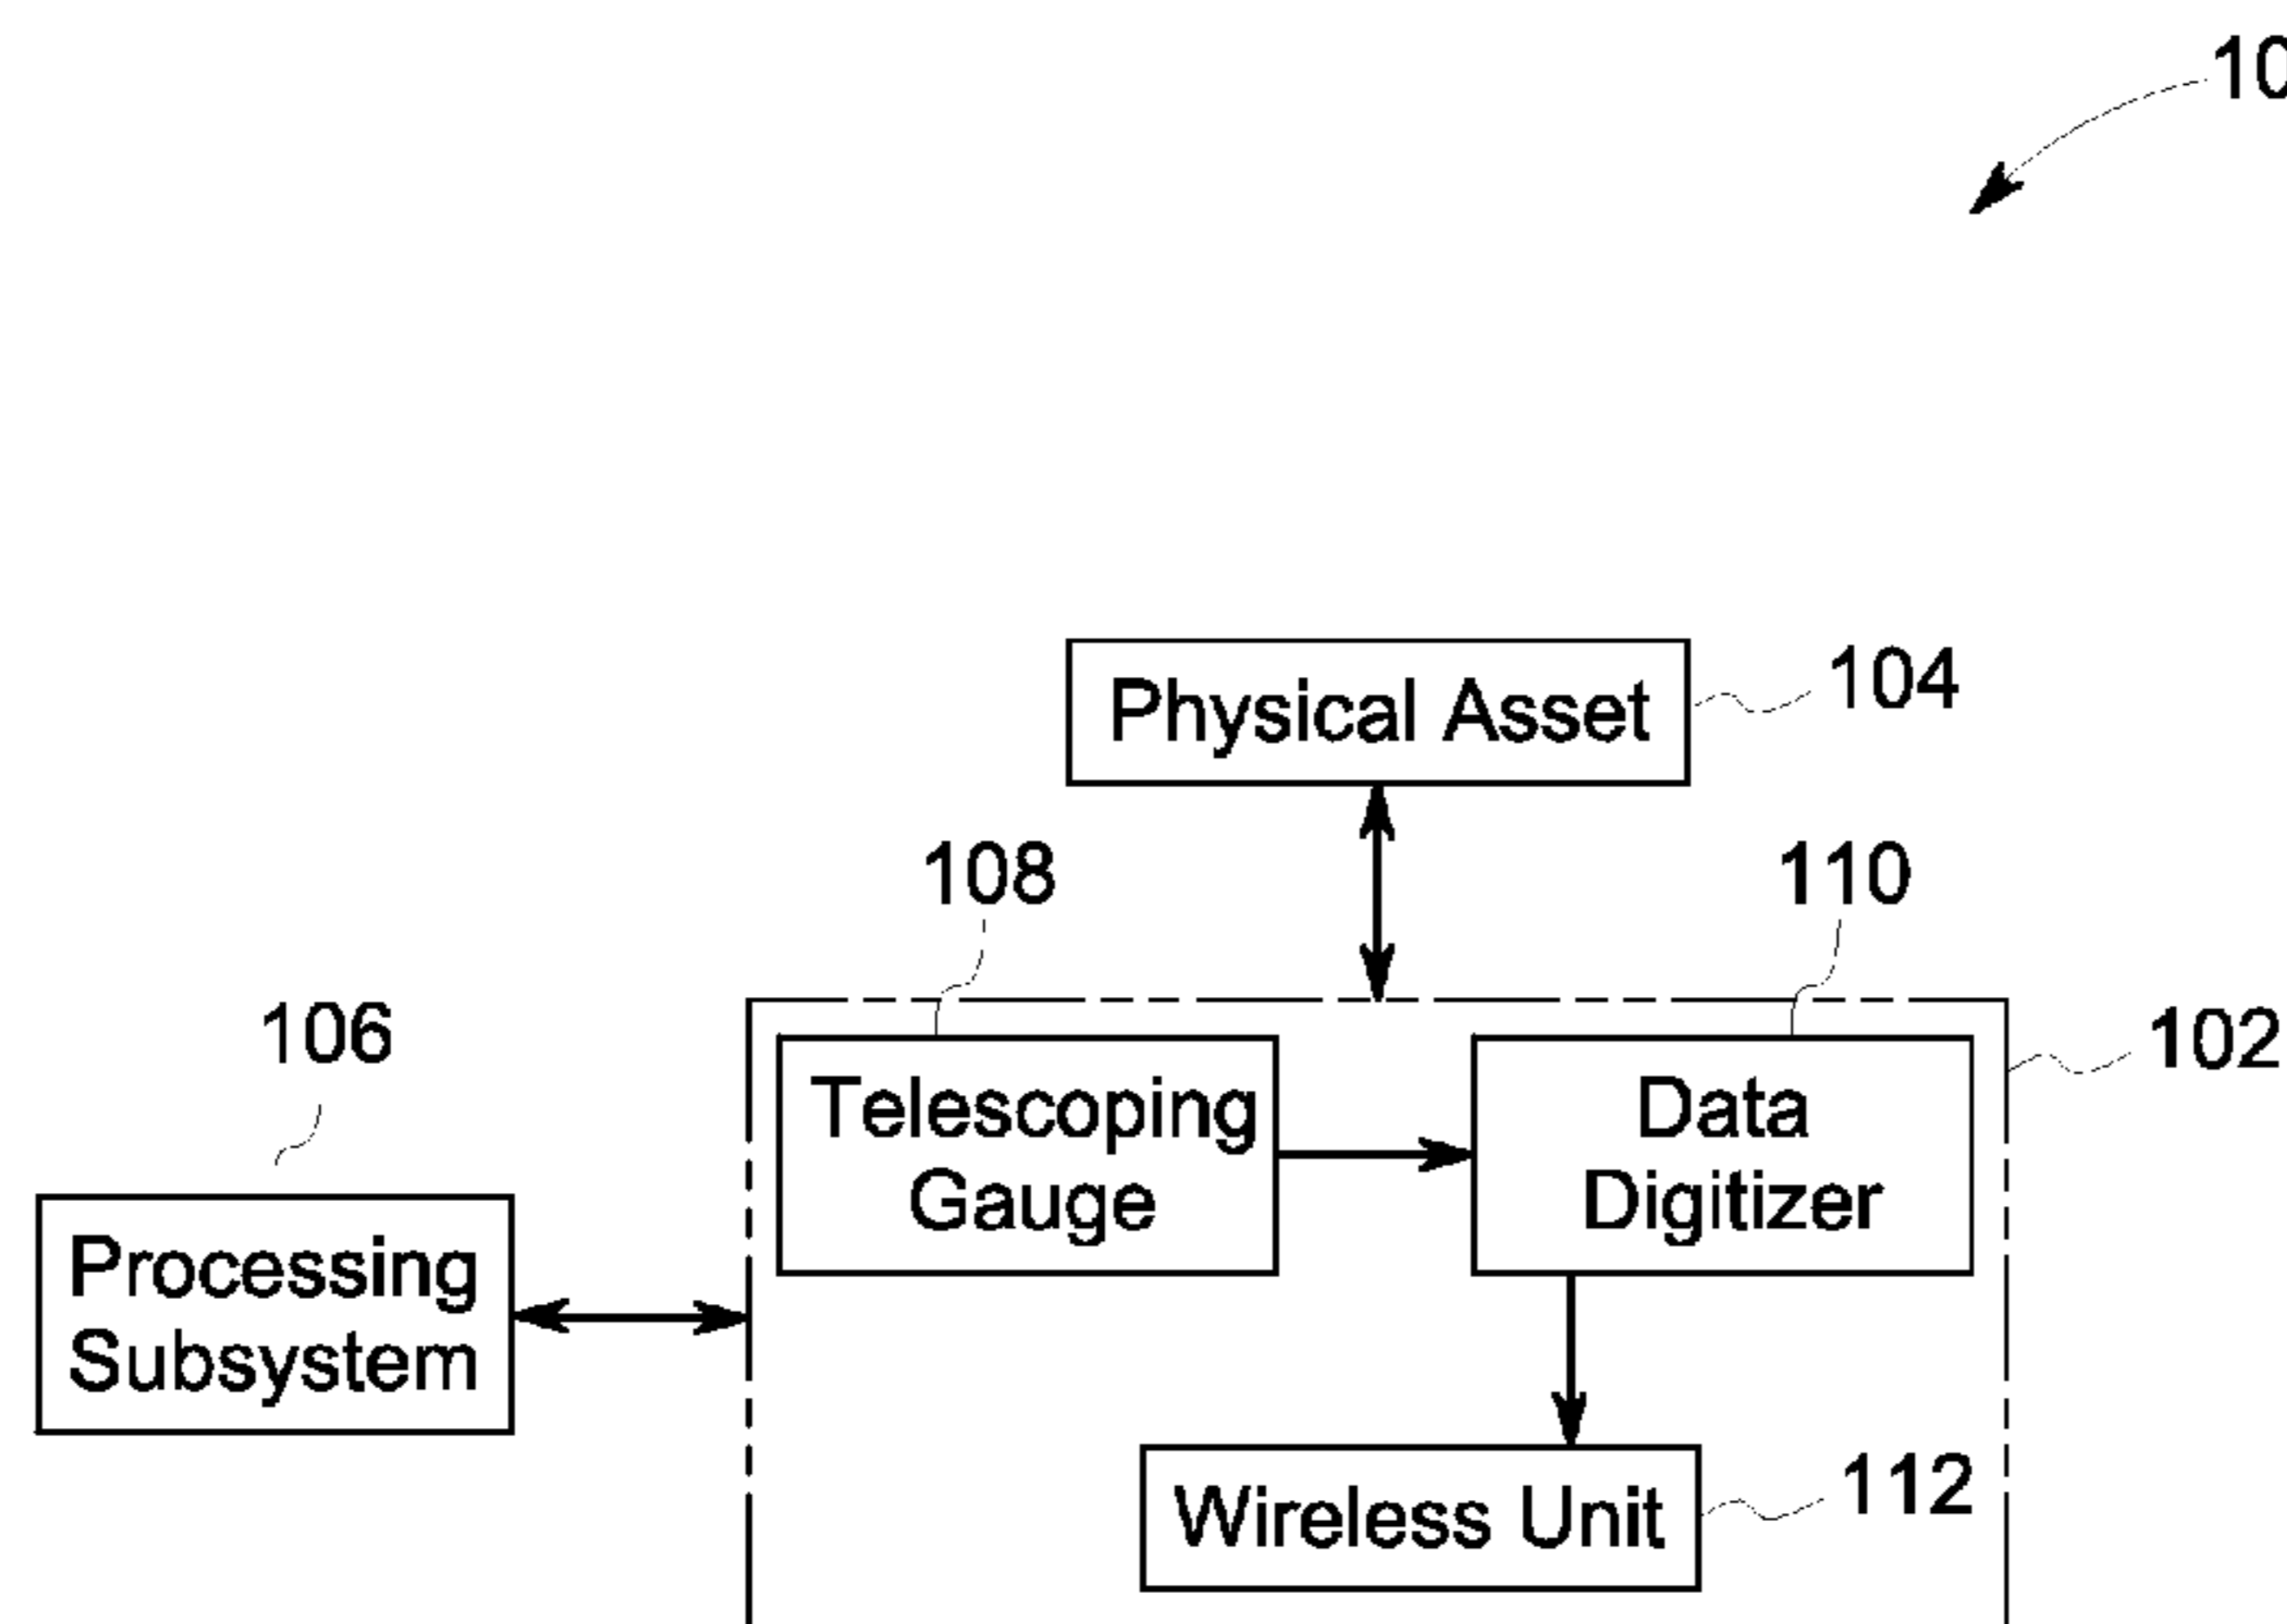 10
Physical Asset
104
108
110
106
102
Telescoping
Gauge
Data
Digitizer
Processing
Subsystem
Wireless Unit
112